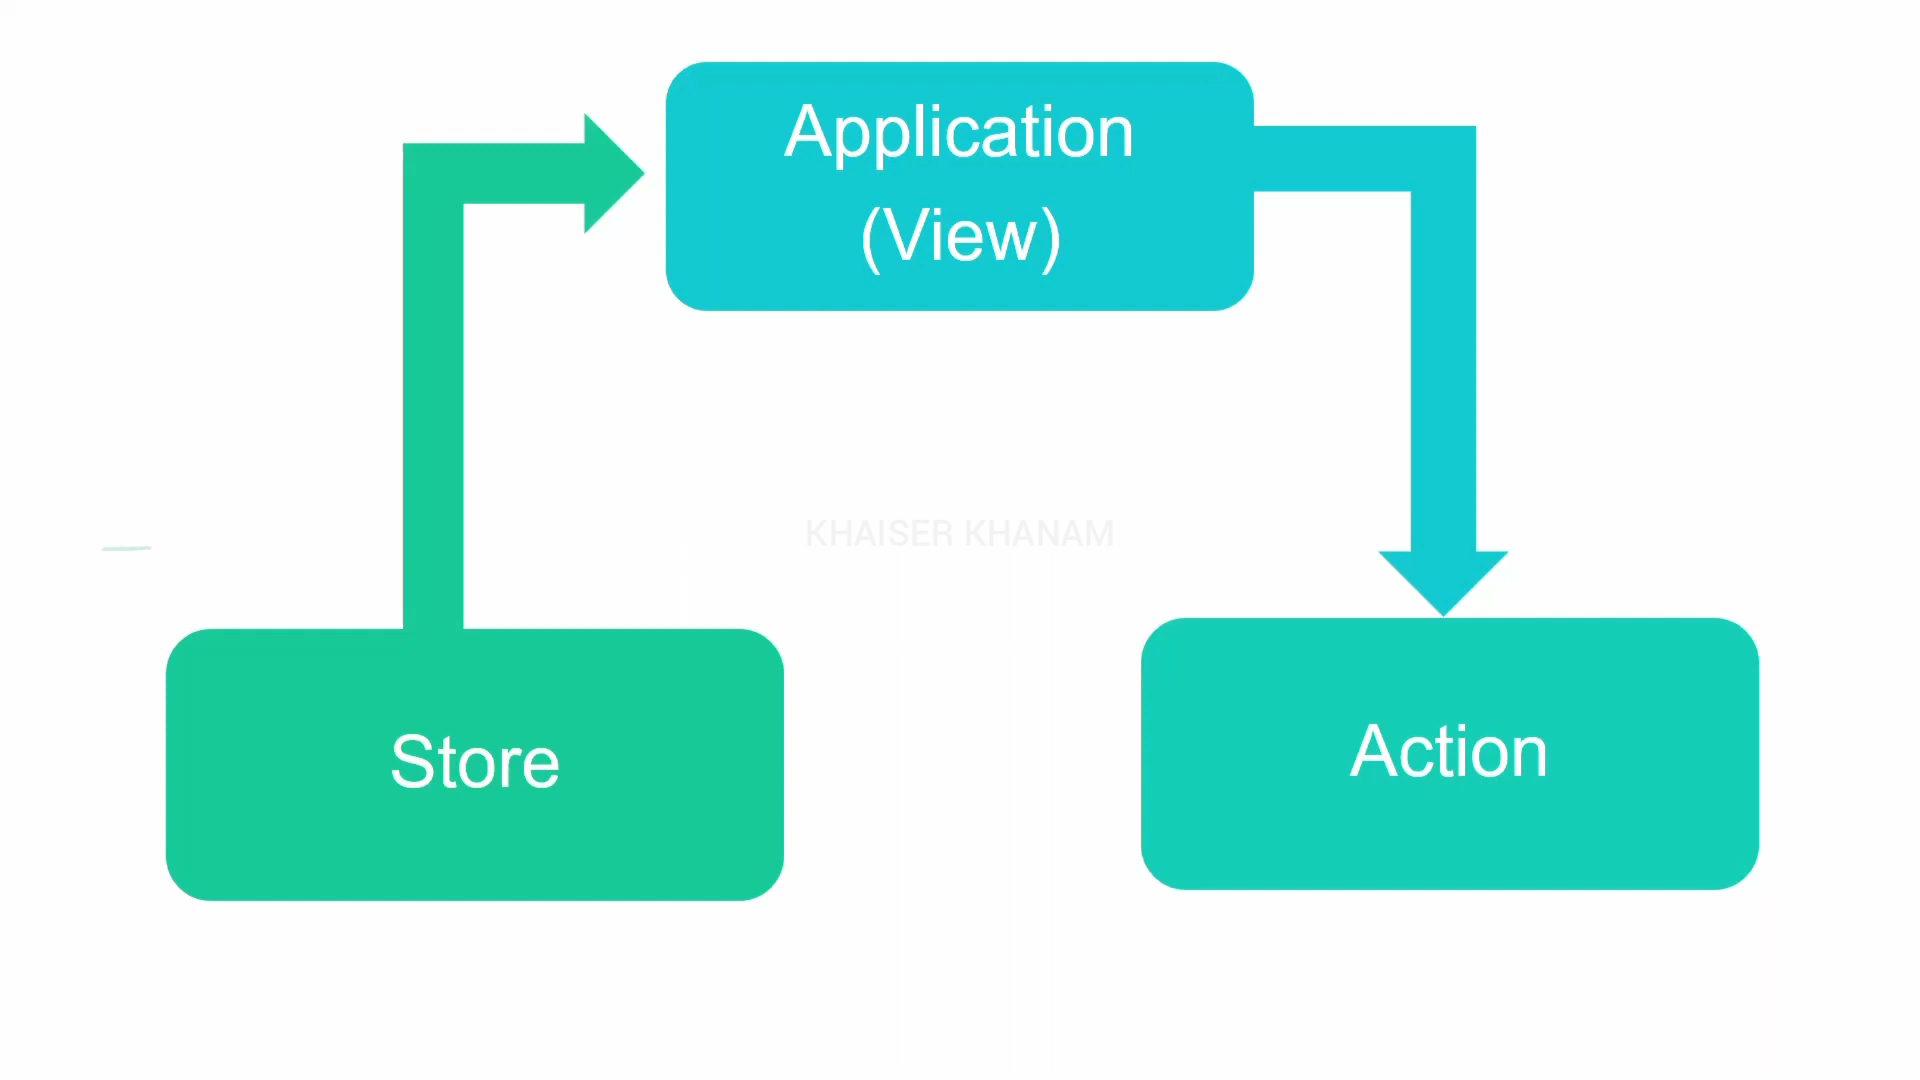 Application
(View)
KHAISER KHANAM
Store
Action